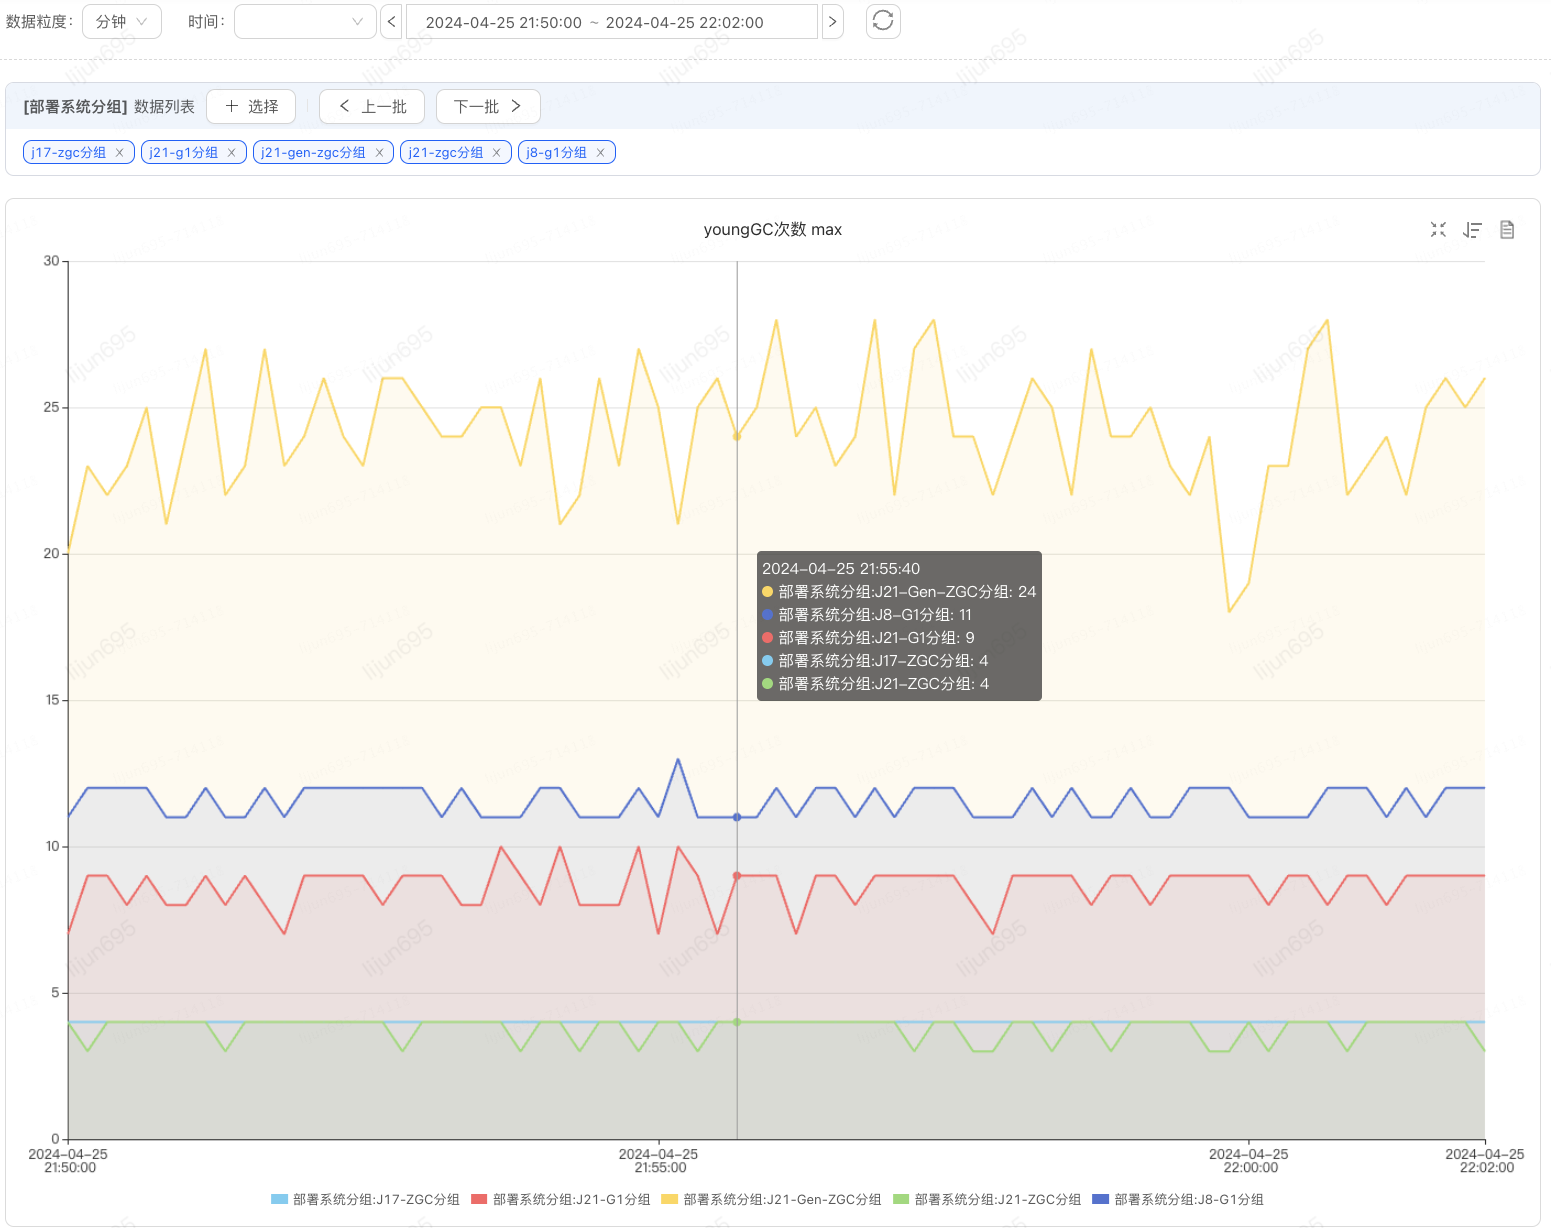 数据粒度： 分钟 时间： 2024-04-25 21:50:00 ~ 2024-04-25 22:02:00
[部署系统分组] 数据列表 + 选择 < 上一批 下一批 >
j17-zgc分组 × j21-g1分组 × j21-gen-zgc分组 × j21-zgc分组 × j8-g1分组 ×
youngGC次数 max
30
25
20
15
10
5
0
2024-04-25 21:55:40
部署系统分组:J21-Gen-ZGC分组: 24
部署系统分组:J8-G1分组: 11
部署系统分组:J21-G1分组: 9
部署系统分组:J17-ZGC分组: 4
部署系统分组:J21-ZGC分组: 4
2024-04-25 2024-04-25 2024-04-25 2024-04-25
21:50:00 21:55:00 22:00:00 22:02:00
部署系统分组:J17-ZGC分组 部署系统分组:J21-G1分组 部署系统分组:J21-Gen-ZGC分组 部署系统分组:J21-ZGC分组 部署系统分组:J8-G1分组
lijun695